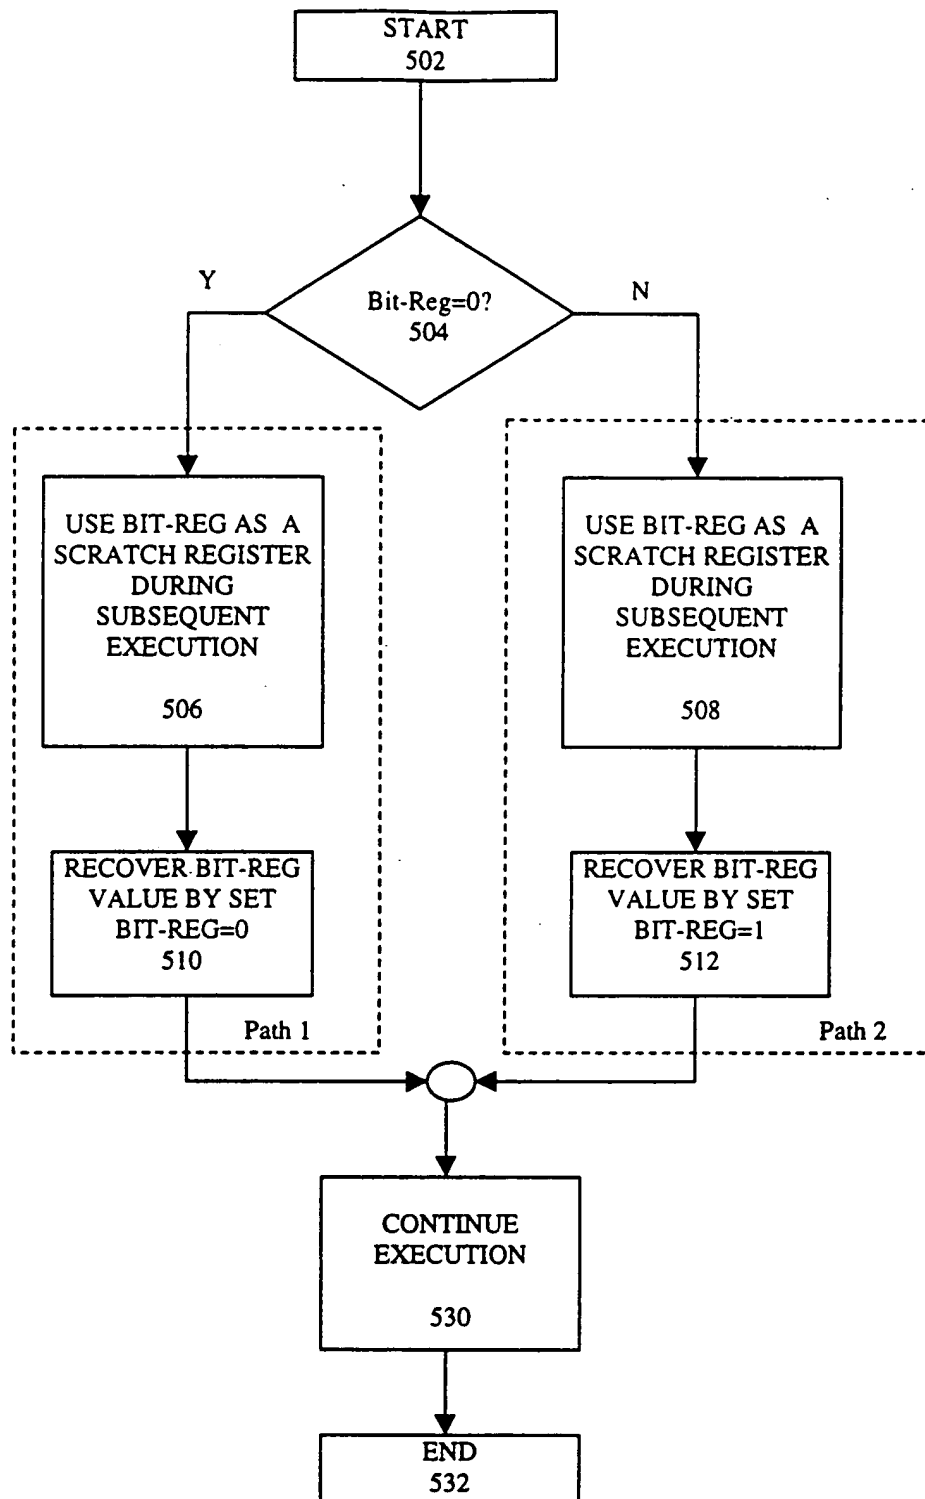 START
502
Bit-Reg=0?
504
Y
N
USE BIT-REG AS A
SCRATCH REGISTER
DURING
SUBSEQUENT
EXECUTION
506
USE BIT-REG AS A
SCRATCH REGISTER
DURING
SUBSEQUENT
EXECUTION
508
RECOVER BIT-REG
VALUE BY SET
BIT-REG=0
510
Path 1
RECOVER BIT-REG
VALUE BY SET
BIT-REG=1
512
Path 2
CONTINUE
EXECUTION
530
END
532